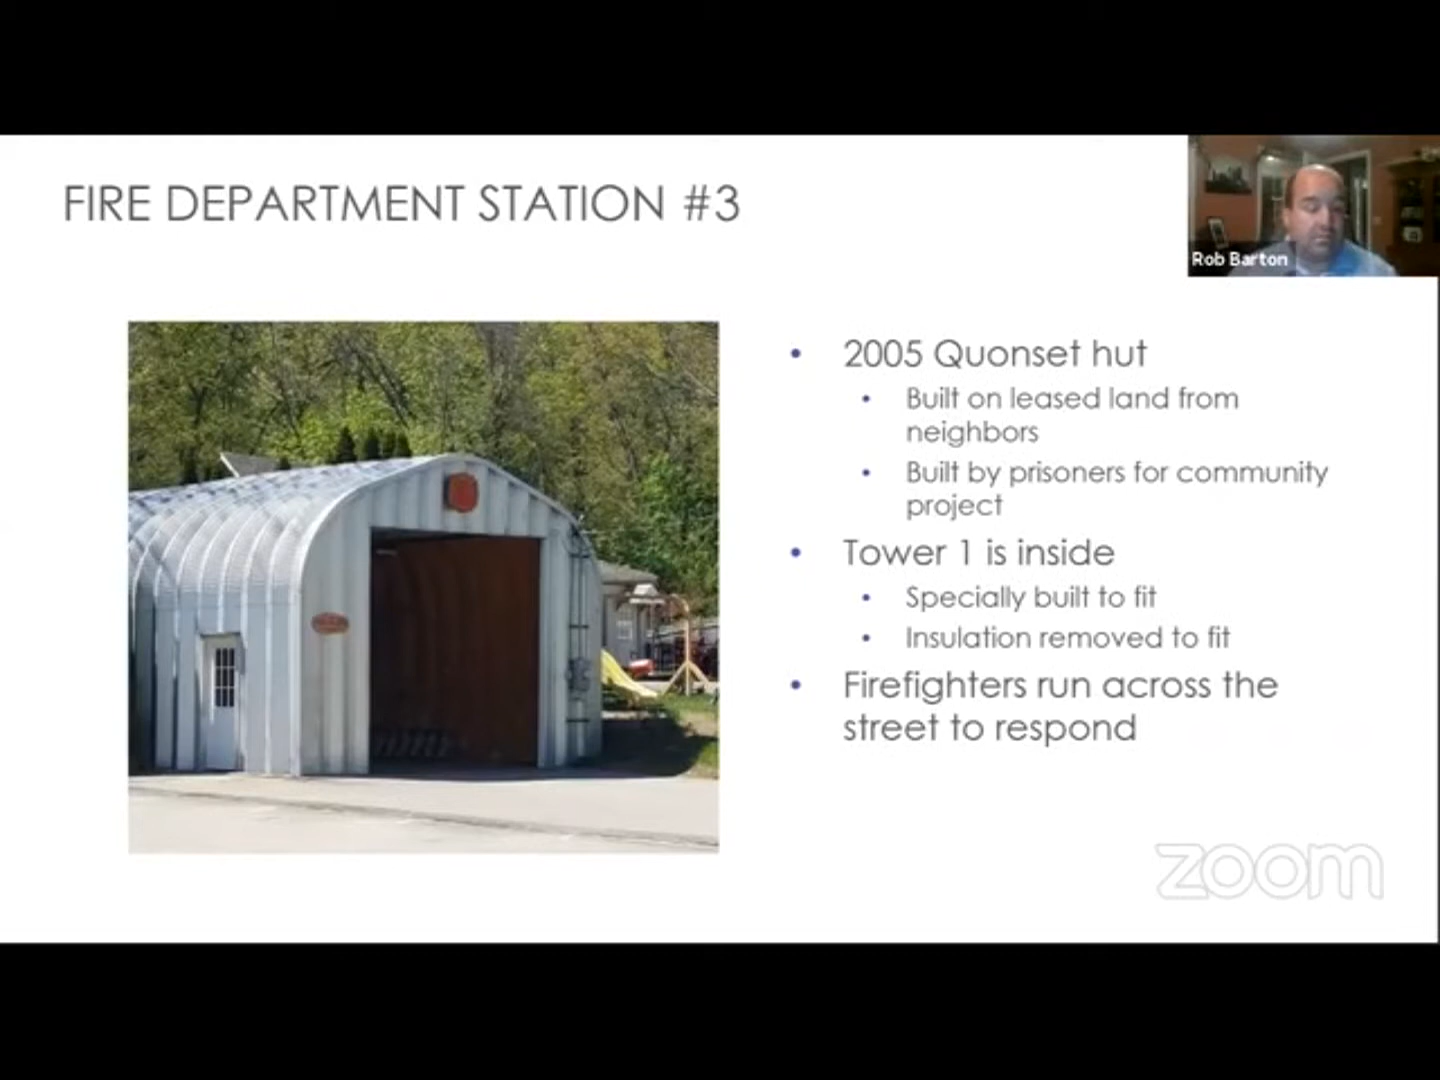 FIRE DEPARTMENT STATION #3
Rob Barton
• 2005 Quonset hut
• Built on leased land from
neighbors
• Built by prisoners for community
project
• Tower 1 is inside
• Specially built to fit
• Insulation removed to fit
• Firefighters run across the
street to respond
zoom